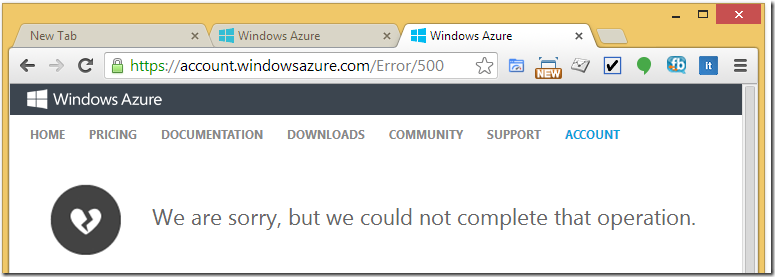 New Tab
Windows Azure
Windows Azure
https://account.windowsazure.com/Error/500
NEW
fb
lt
Windows Azure
HOME
PRICING
DOCUMENTATION
DOWNLOADS
COMMUNITY
SUPPORT
ACCOUNT
We are sorry, but we could not complete that operation.